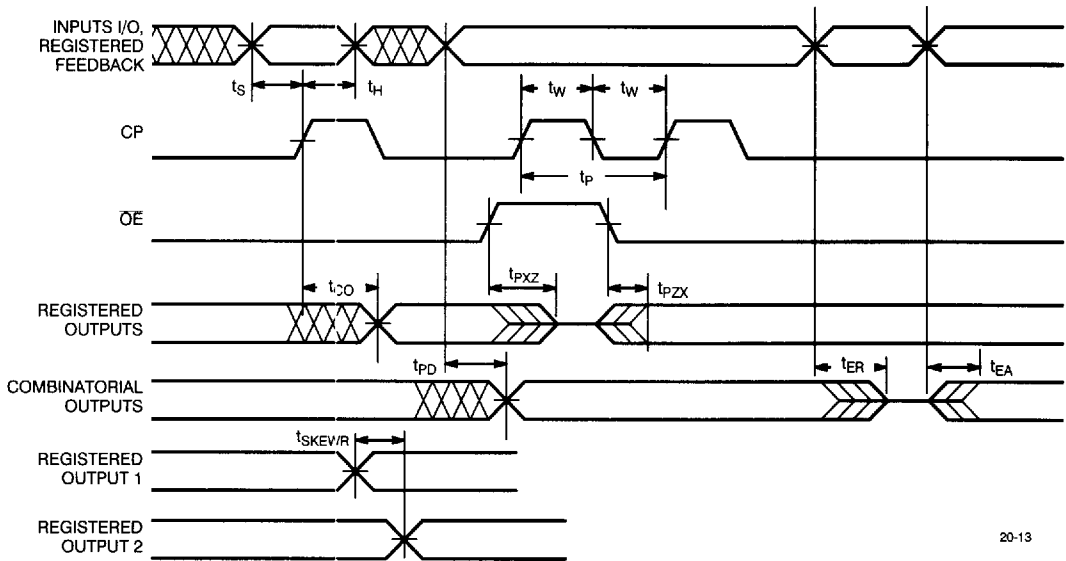 INPUTS I/O,
REGISTERED
FEEDBACK
tS
tH
tW
tW
CP
tP
OE
tPXZ
tPZX
tCO
REGISTERED
OUTPUTS
tPD
tER
tEA
COMBINATORIAL
OUTPUTS
tSKEWR
REGISTERED
OUTPUT 1
REGISTERED
OUTPUT 2
20-13